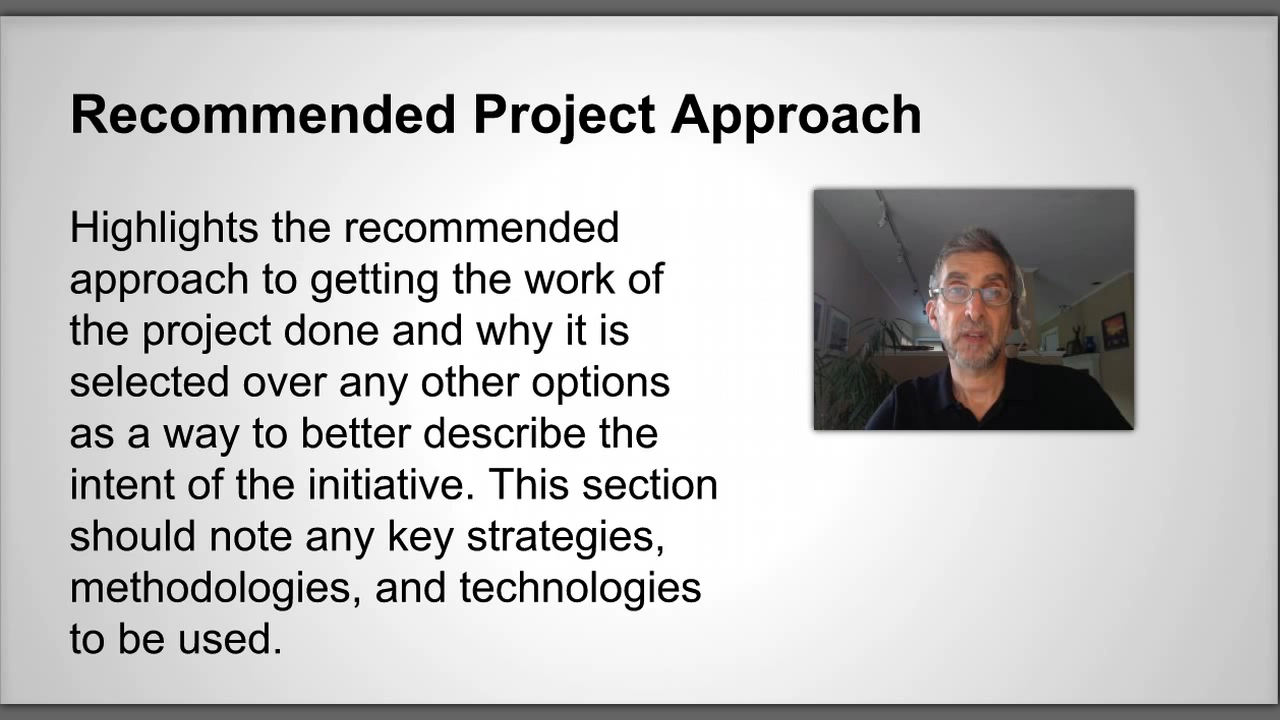 Recommended Project Approach
Highlights the recommended
approach to getting the work of
the project done and why it is
selected over any other options
as a way to better describe the
intent of the initiative. This section
should note any key strategies,
methodologies, and technologies
to be used.